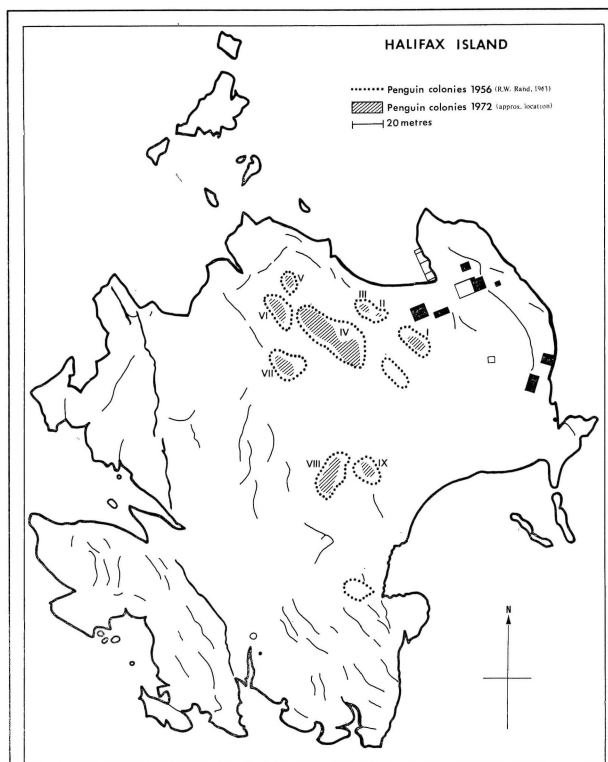 HALIFAX ISLAND
Penguin colonies 1956 (R.W. Rand, 1963)
Penguin colonies 1972 (approx. location)
20 metres
V
III
II
VI
IV
I
VII
VIII
IX
N